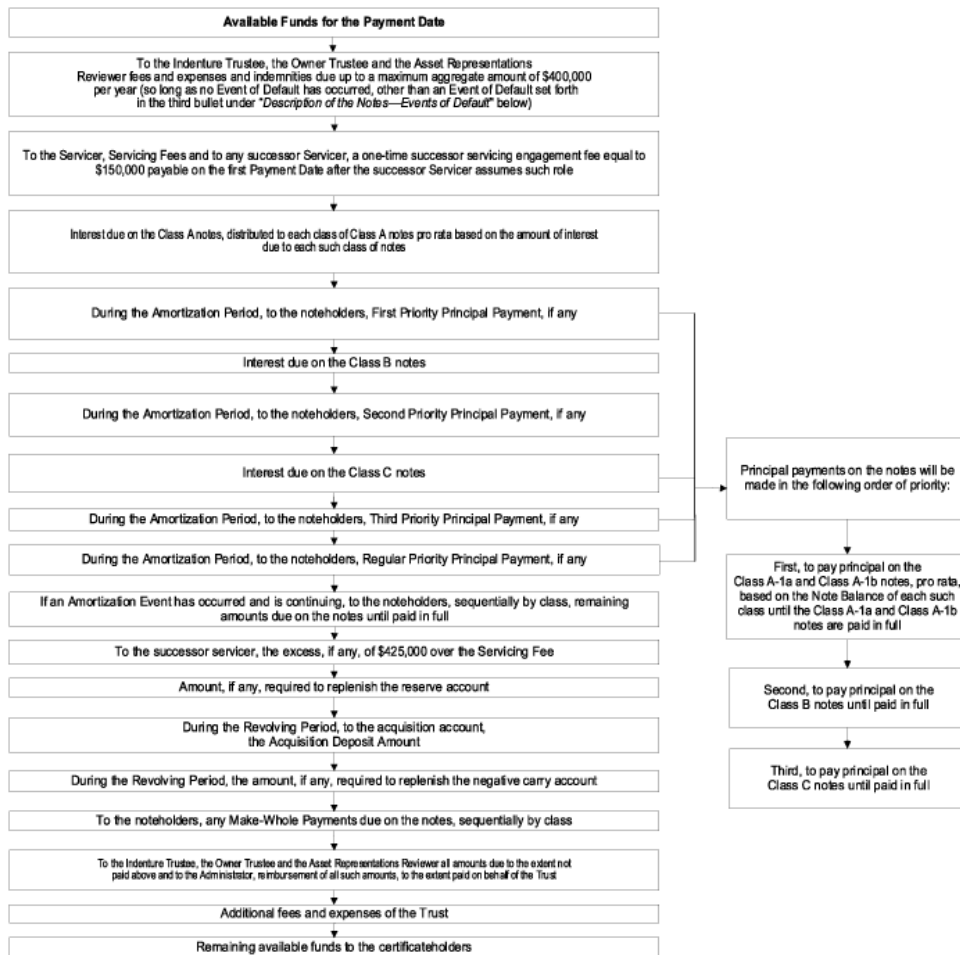 Available Funds for the Payment Date
To the Indenture Trustee, the Owner Trustee and the Asset Representations
Reviewer fees and expenses and indemnities due up to a maximum aggregate amount of $400,000
per year (so long as no Event of Default has occurred, other than an Event of Default set forth
in the third bullet under "Description of the Notes—Events of Default" below)
To the Servicer, Servicing Fees and to any successor Servicer, a one-time successor servicing engagement fee equal to
$150,000 payable on the first Payment Date after the successor Servicer assumes such role
Interest due on the Class A notes, distributed to each class of Class A notes pro rata based on the amount of interest
due to each such class of notes
During the Amortization Period, to the noteholders, First Priority Principal Payment, if any
Interest due on the Class B notes
During the Amortization Period, to the noteholders, Second Priority Principal Payment, if any
Interest due on the Class C notes
During the Amortization Period, to the noteholders, Third Priority Principal Payment, if any
During the Amortization Period, to the noteholders, Regular Priority Principal Payment, if any
If an Amortization Event has occurred and is continuing, to the noteholders, sequentially by class, remaining
amounts due on the notes until paid in full
To the successor servicer, the excess, if any, of $425,000 over the Servicing Fee
Amount, if any, required to replenish the reserve account
During the Revolving Period, to the acquisition account,
the Acquisition Deposit Amount
During the Revolving Period, the amount, if any, required to replenish the negative carry account
To the noteholders, any Make-Whole Payments due on the notes, sequentially by class
To the Indenture Trustee, the Owner Trustee and the Asset Representations Reviewer all amounts due to the extent not
paid above and to the Administrator, reimbursement of all such amounts, to the extent paid on behalf of the Trust
Additional fees and expenses of the Trust
Remaining available funds to the certificateholders
Principal payments on the notes will be
made in the following order of priority:
First, to pay principal on the
Class A-1a and Class A-1b notes, pro rata,
based on the Note Balance of each such
class until the Class A-1a and Class A-1b
notes are paid in full
Second, to pay principal on the
Class B notes until paid in full
Third, to pay principal on the
Class C notes until paid in full